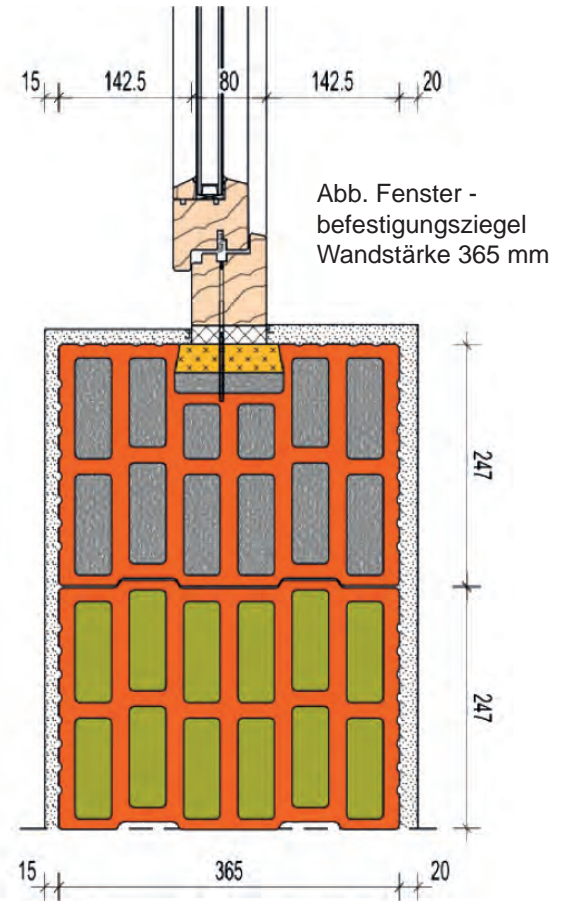 15 142.5 80 142.5 20
Abb. Fenster -
befestigungsziegel
Wandstärke 365 mm
247
247
15 365 20